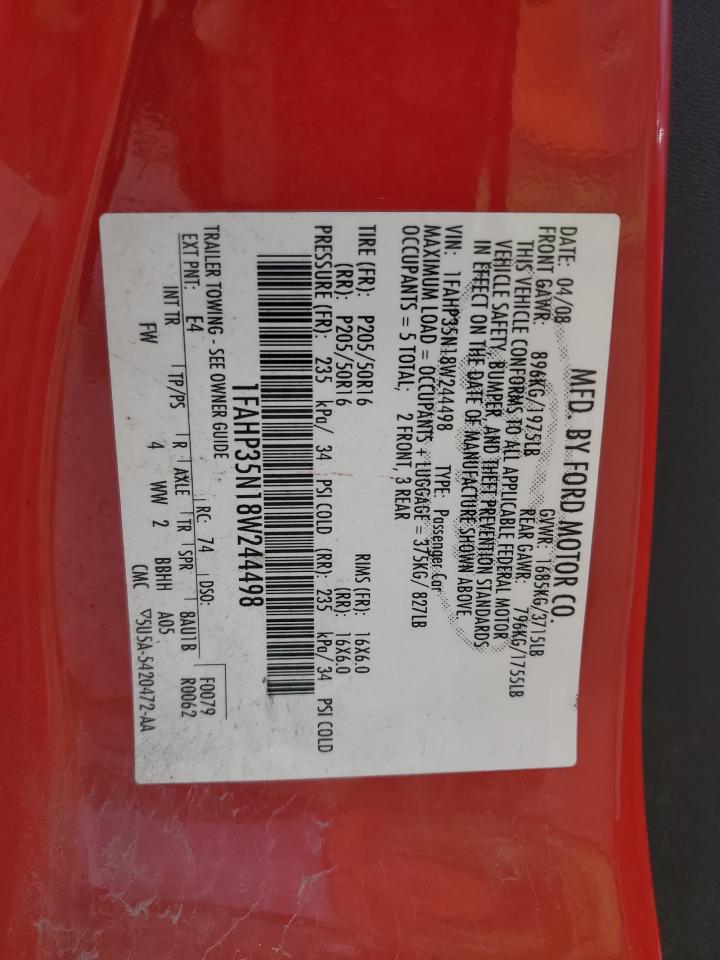 MFD. BY FORD MOTOR CO.
DATE: 04/08 GVWR: 1685KG/3715LB
FRONT GAWR: 896KG/1975LB REAR GAWR: 796KG/1755LB
THIS VEHICLE CONFORMS TO ALL APPLICABLE FEDERAL MOTOR
VEHICLE SAFETY, BUMPER, AND THEFT PREVENTION STANDARDS
IN EFFECT ON THE DATE OF MANUFACTURE SHOWN ABOVE
VIN: 1FAHP35N18W244498 TYPE: Passenger Car
MAXIMUM LOAD = OCCUPANTS + LUGGAGE = 375KG / 827LB
OCCUPANTS = 5 TOTAL; 2 FRONT, 3 REAR
TIRE (FR): P205/50R16 RIMS (FR): 16X6.0
(RR): P205/50R16 (RR): 16X6.0
PRESSURE (FR): 235 kPa/ 34 PSI COLD (RR): 235 kPa/ 34 PSI COLD
1FAHP35N18W244498
TRAILER TOWING - SEE OWNER GUIDE
EXT PNT: E4 RC: 74 DSO: F0079
INT TR TP/PS R AXLE TR SPR 8AU1B R0062
FW 4 WW 2 BBHH A05
CMC ▽5U5A-5420472-AA